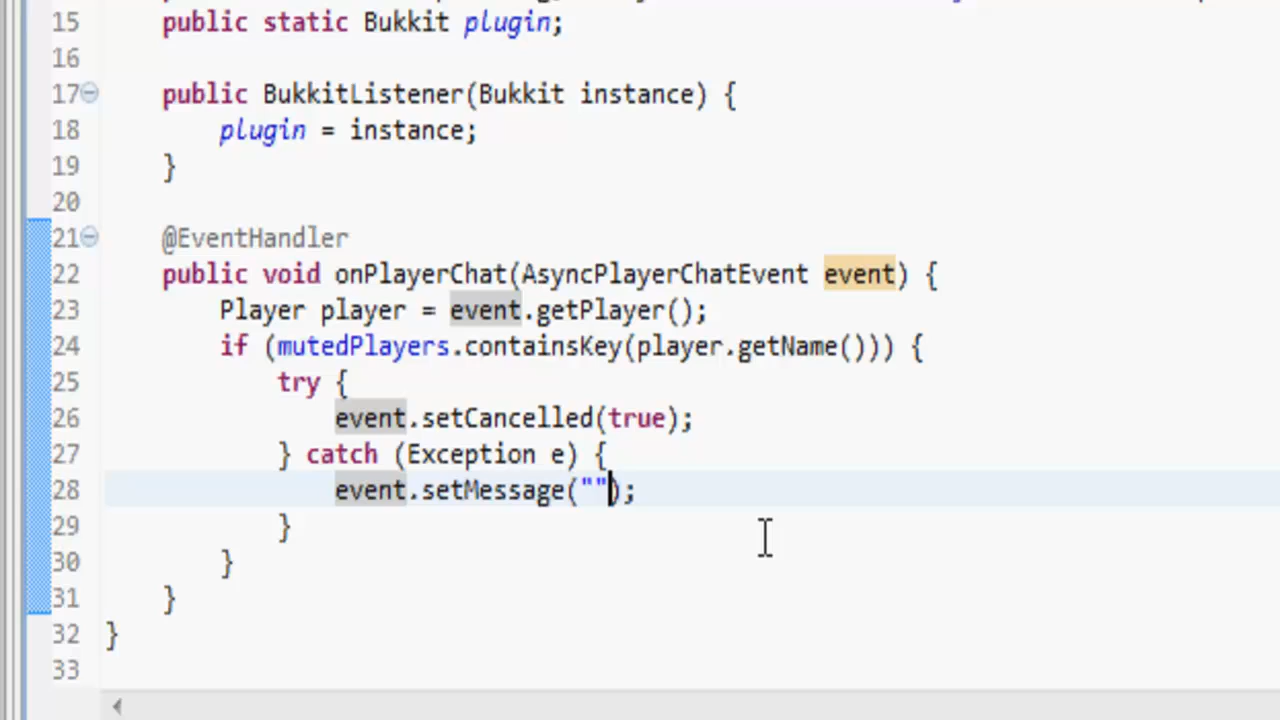 15 public static Bukkit plugin;
16
17 public BukkitListener(Bukkit instance) {
18 plugin = instance;
19 }
20
21 @EventHandler
22 public void onPlayerChat(AsyncPlayerChatEvent event) {
23 Player player = event.getPlayer();
24 if (mutedPlayers.containsKey(player.getName())) {
25 try {
26 event.setCancelled(true);
27 } catch (Exception e) {
28 event.setMessage("");
29 }
30 }
31 }
32 }
33